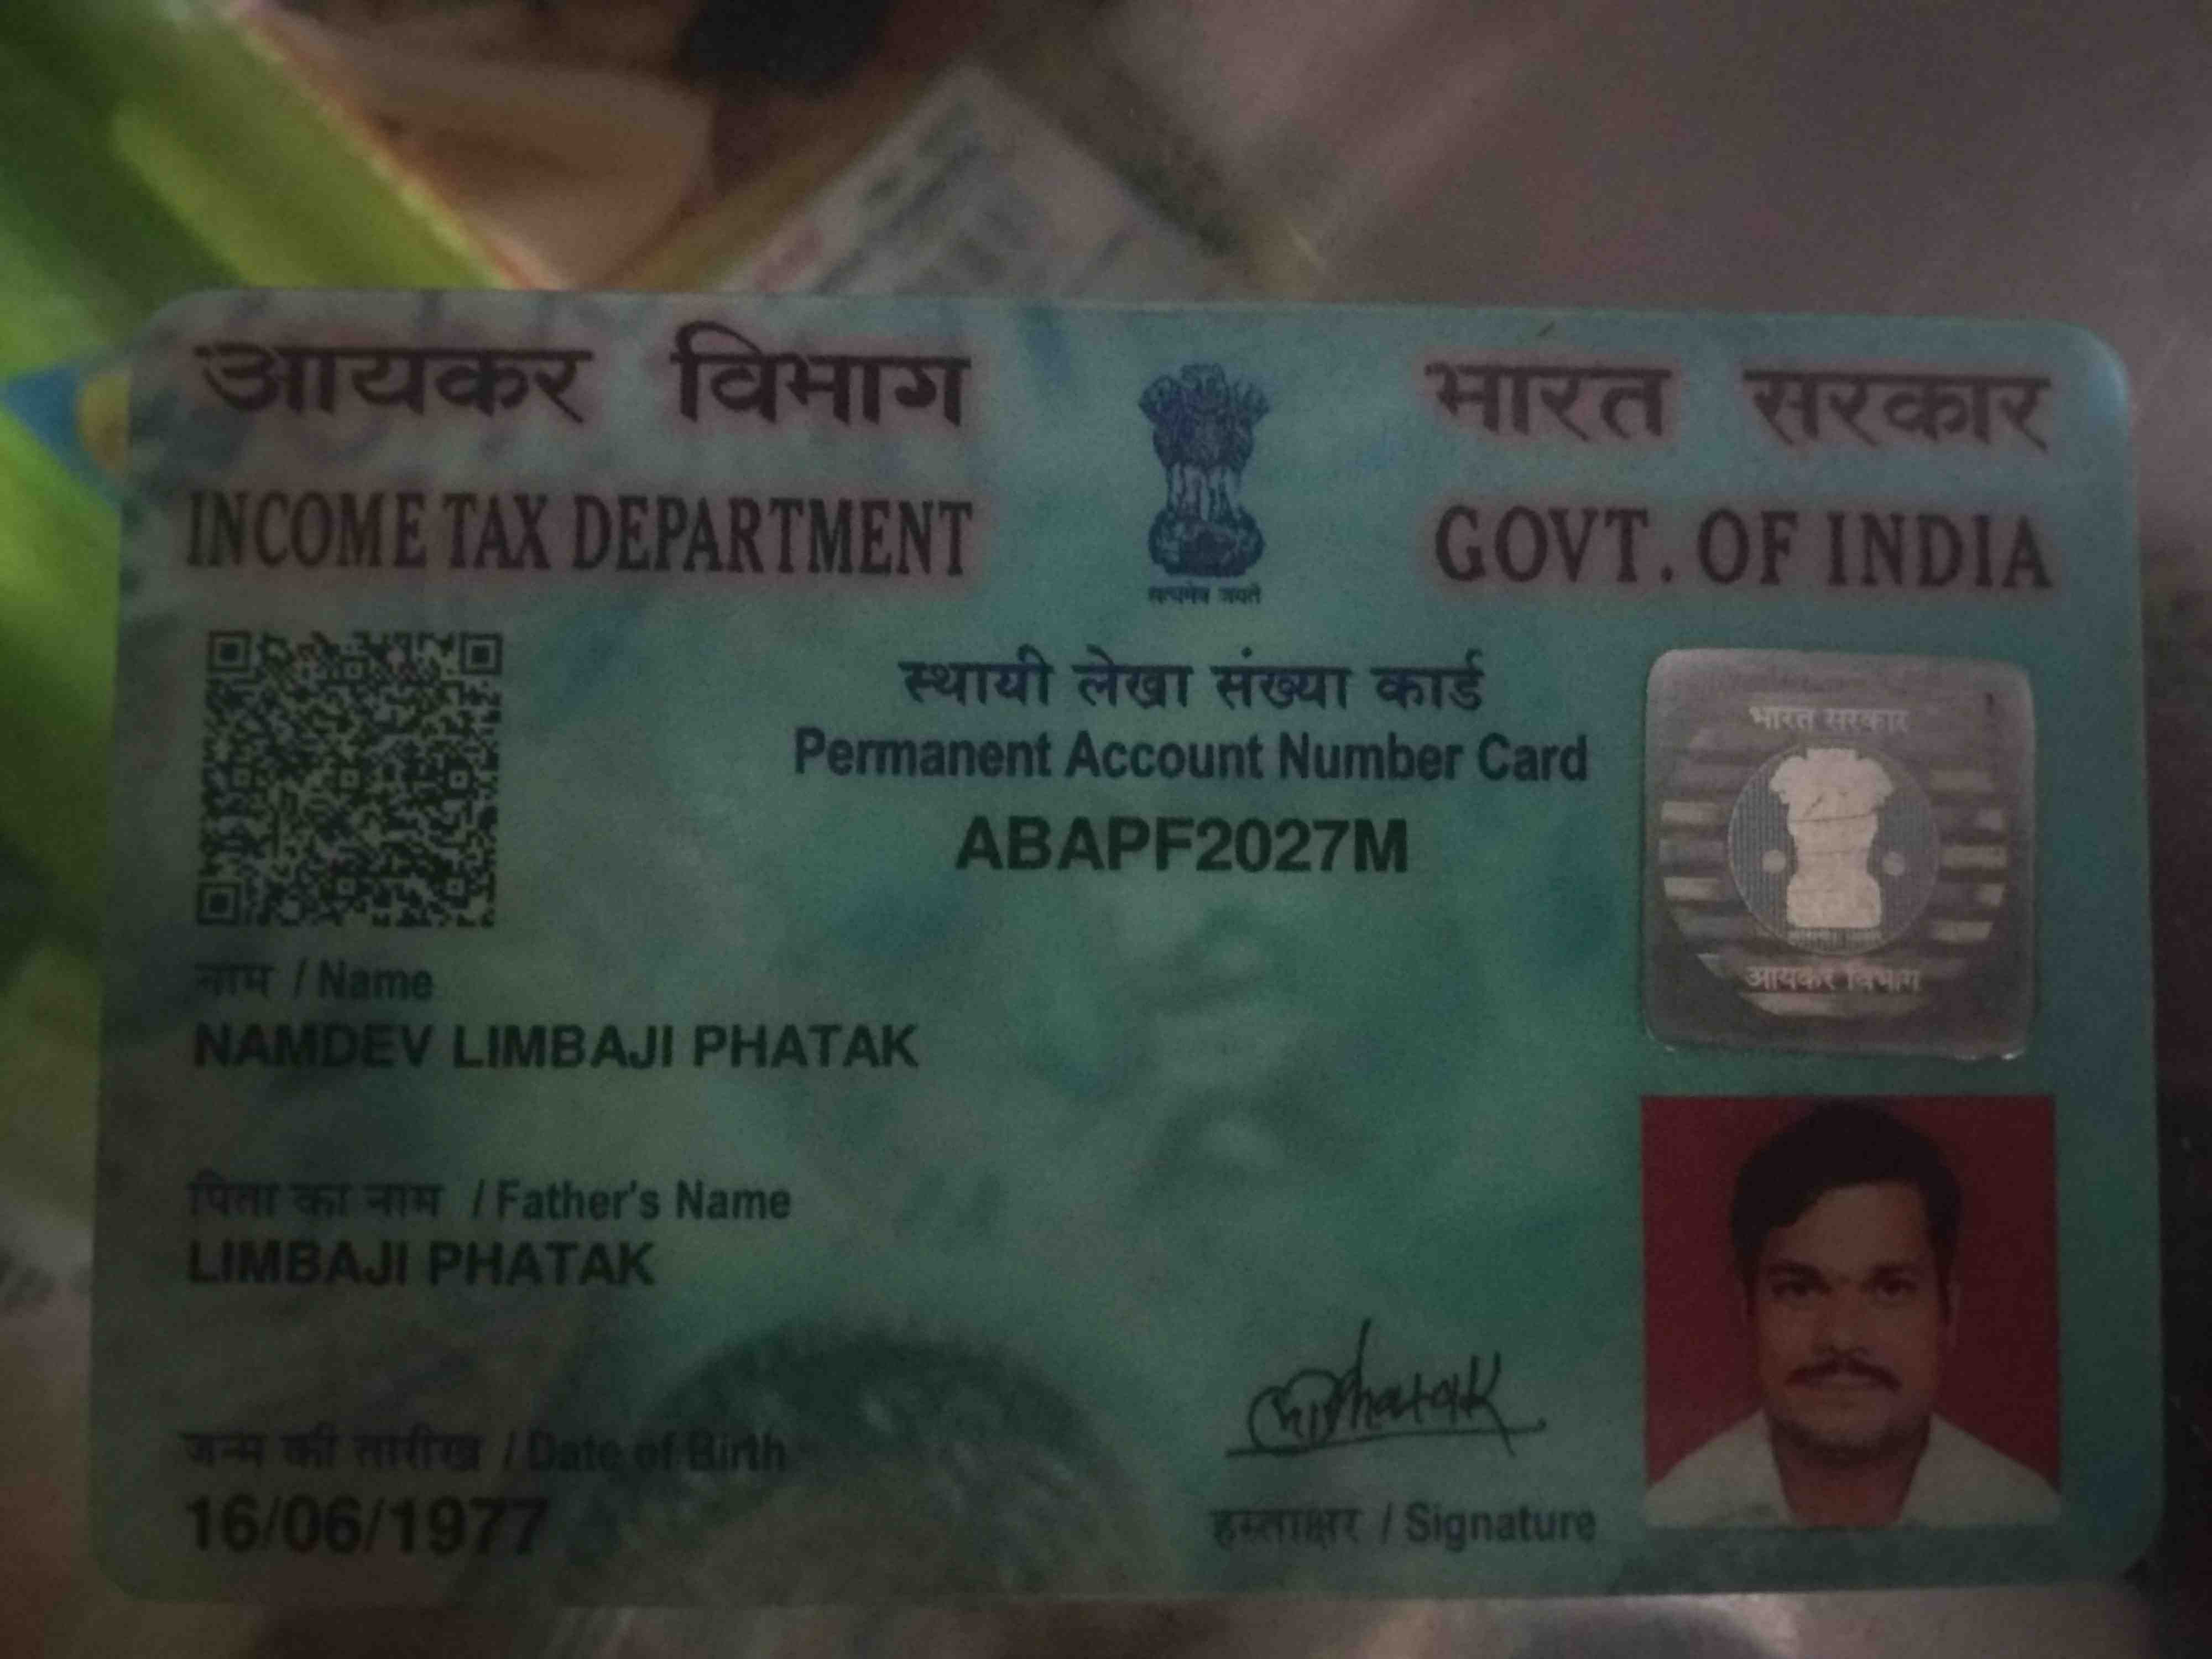 आयकर विभाग
INCOME TAX DEPARTMENT
सत्यमेव जयते
भारत सरकार
GOVT. OF INDIA
स्थायी लेखा संख्या कार्ड
Permanent Account Number Card
ABAPF2027M
भारत सरकार
आयकर विभाग
नाम / Name
NAMDEV LIMBAJI PHATAK
पिता का नाम / Father's Name
LIMBAJI PHATAK
जन्म की तारीख / Date of Birth
16/06/1977
हस्ताक्षर / Signature